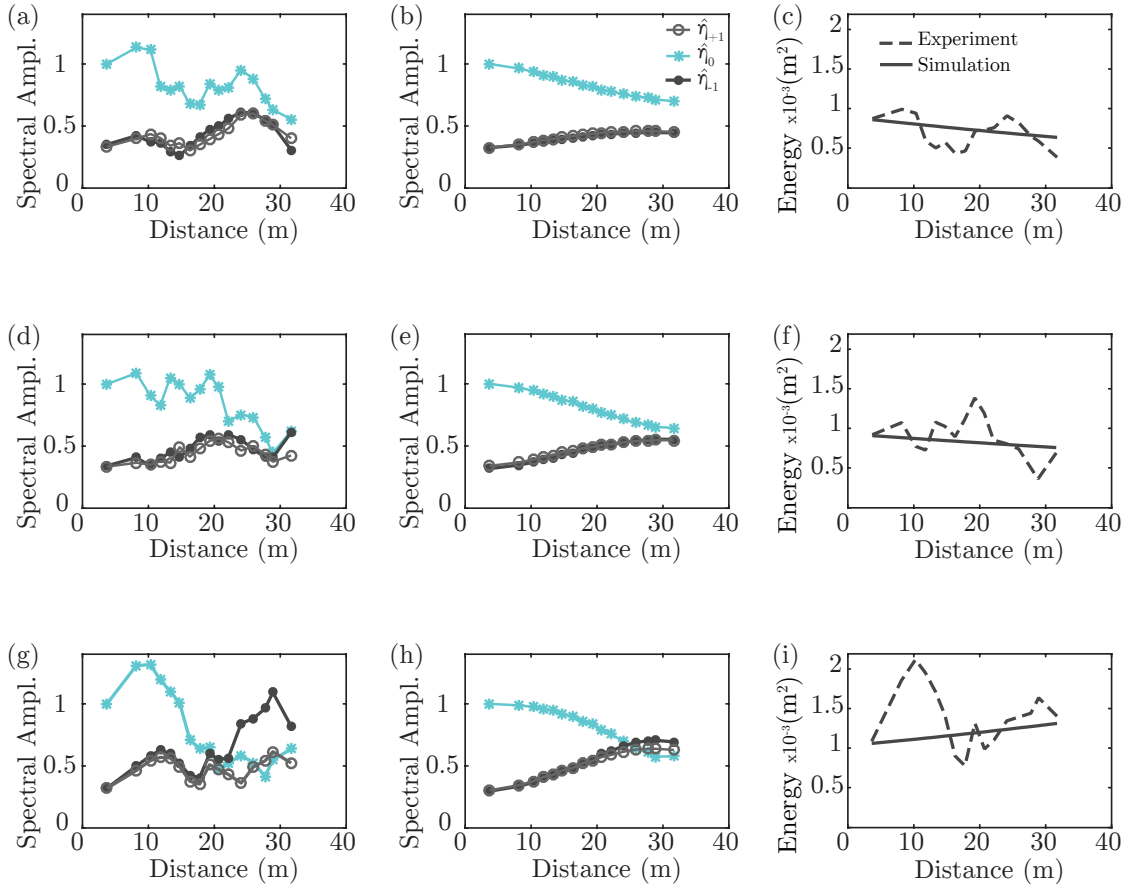 (a)
Spectral Ampl.
1
0.5
0
0 10 20 30 40
Distance (m)
(b)
Spectral Ampl.
1
0.5
0
0 10 20 30 40
Distance (m)
η̂+1
η̂0
η̂-1
(c)
Energy x10-3(m2)
2
1.5
1
0.5
0 10 20 30 40
Distance (m)
Experiment
Simulation
(d)
Spectral Ampl.
1
0.5
0
0 10 20 30 40
Distance (m)
(e)
Spectral Ampl.
1
0.5
0
0 10 20 30 40
Distance (m)
(f)
Energy x10-3(m2)
2
1.5
1
0.5
0 10 20 30 40
Distance (m)
(g)
Spectral Ampl.
1
0.5
0
0 10 20 30 40
Distance (m)
(h)
Spectral Ampl.
1
0.5
0
0 10 20 30 40
Distance (m)
(i)
Energy x10-3(m2)
2
1.5
1
0.5
0 10 20 30 40
Distance (m)